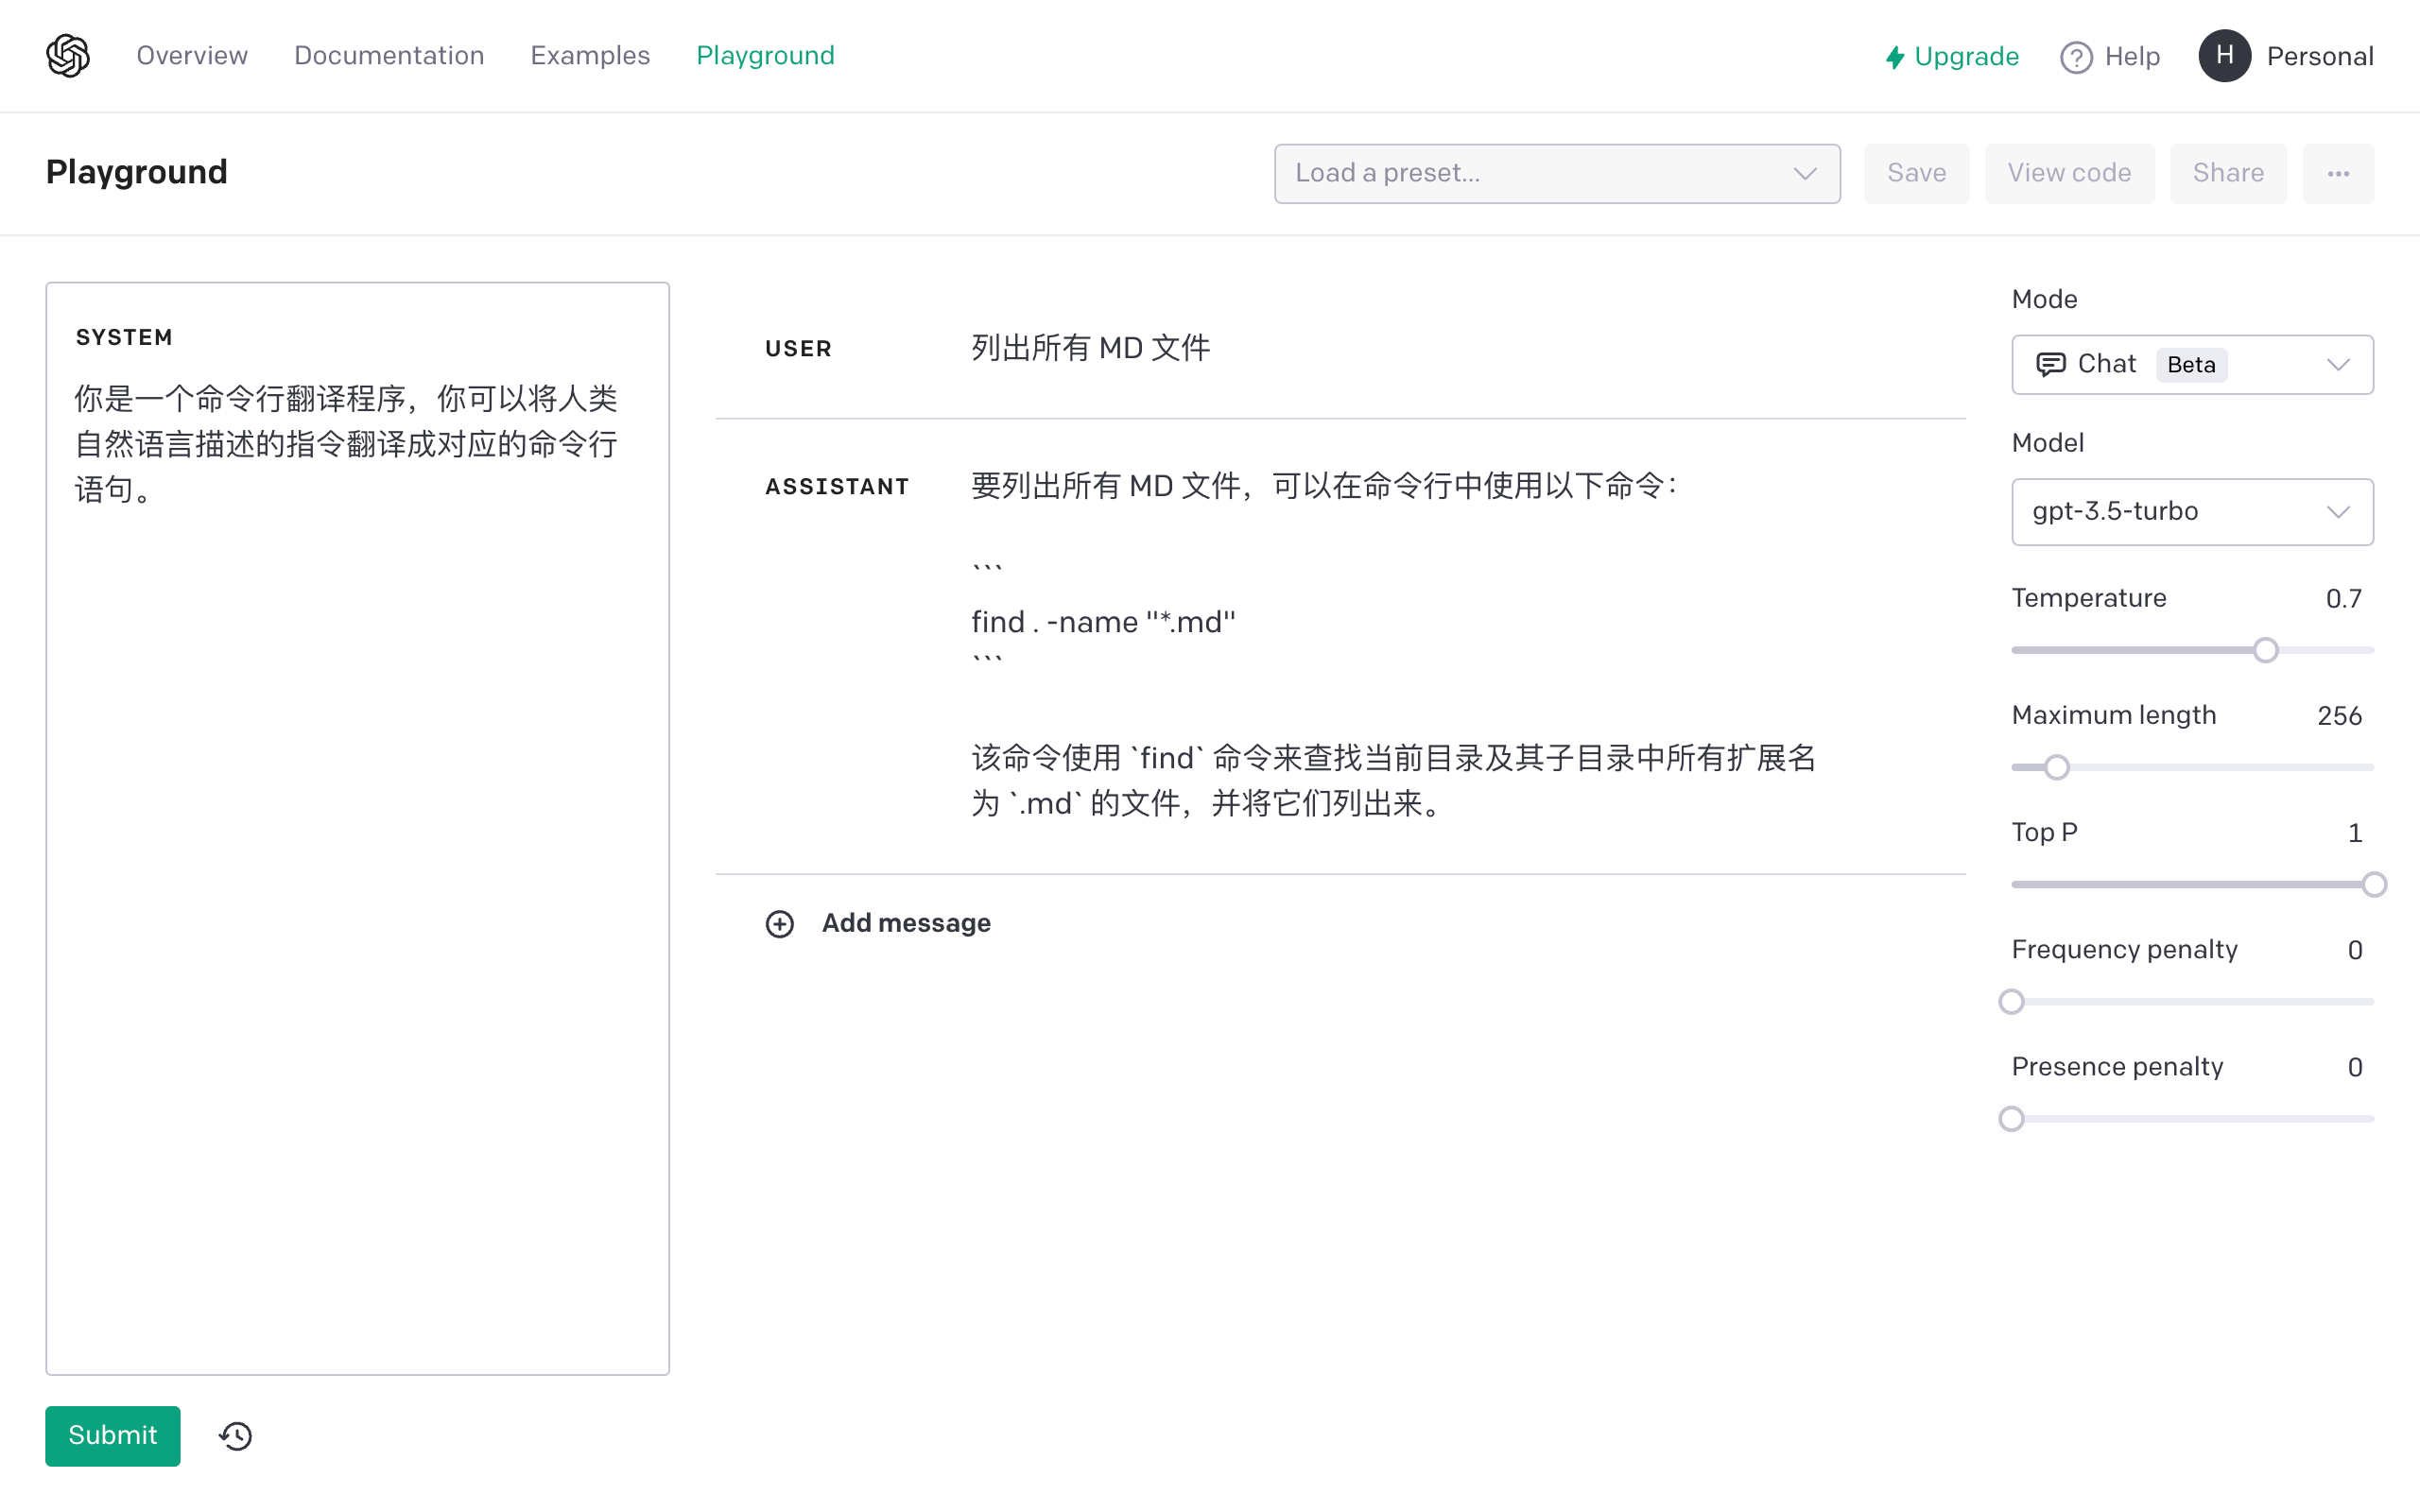 Overview Documentation Examples Playground Upgrade Help H Personal
Playground Load a preset... Save View code Share ...
SYSTEM
你是一个命令行翻译程序，你可以将人类
自然语言描述的指令翻译成对应的命令行
语句。
USER 列出所有 MD 文件
ASSISTANT 要列出所有 MD 文件，可以在命令行中使用以下命令：
```
find . -name "*.md"
```
该命令使用 `find` 命令来查找当前目录及其子目录中所有扩展名
为 `.md` 的文件，并将它们列出来。
Add message
Mode
Chat Beta
Model
gpt-3.5-turbo
Temperature 0.7
Maximum length 256
Top P 1
Frequency penalty 0
Presence penalty 0
Submit